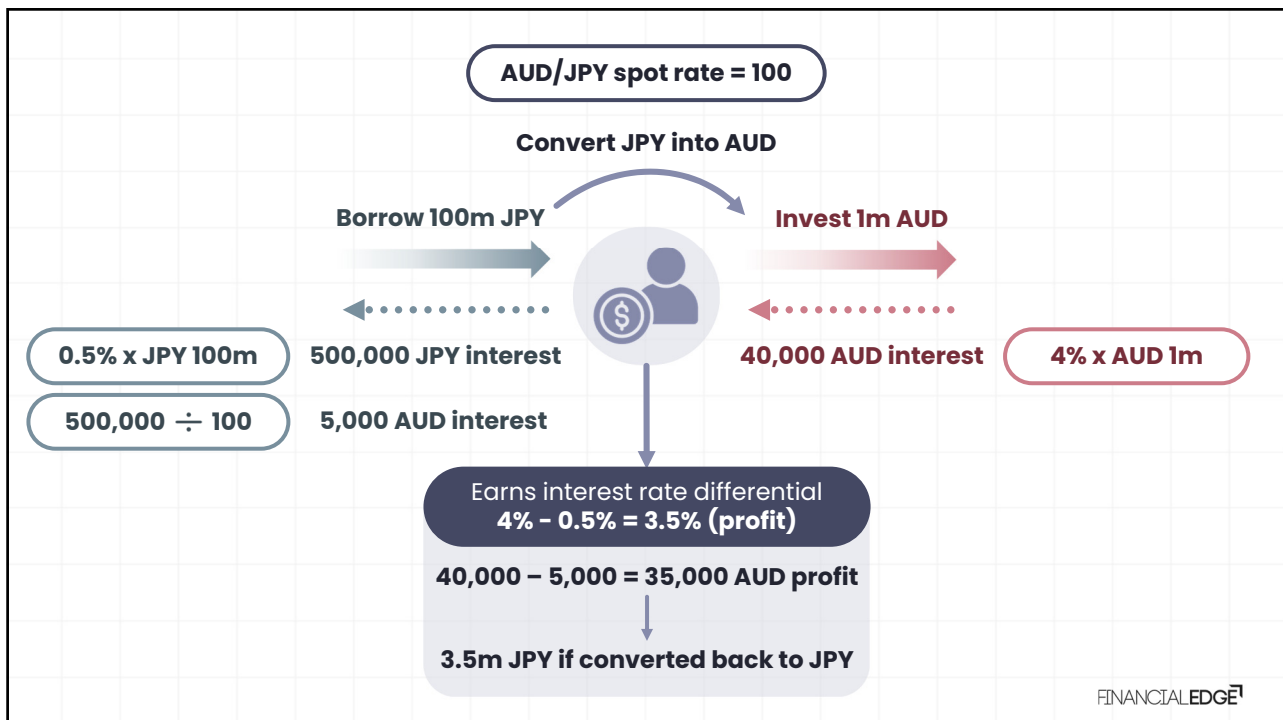 AUD/JPY spot rate = 100
Convert JPY into AUD
Borrow 100m JPY
Invest 1m AUD
$
0.5% x JPY 100m
500,000 JPY interest
40,000 AUD interest
4% x AUD 1m
500,000 ÷ 100
5,000 AUD interest
Earns interest rate differential
4% - 0.5% = 3.5% (profit)
40,000 – 5,000 = 35,000 AUD profit
3.5m JPY if converted back to JPY
FINANCIALEDGE